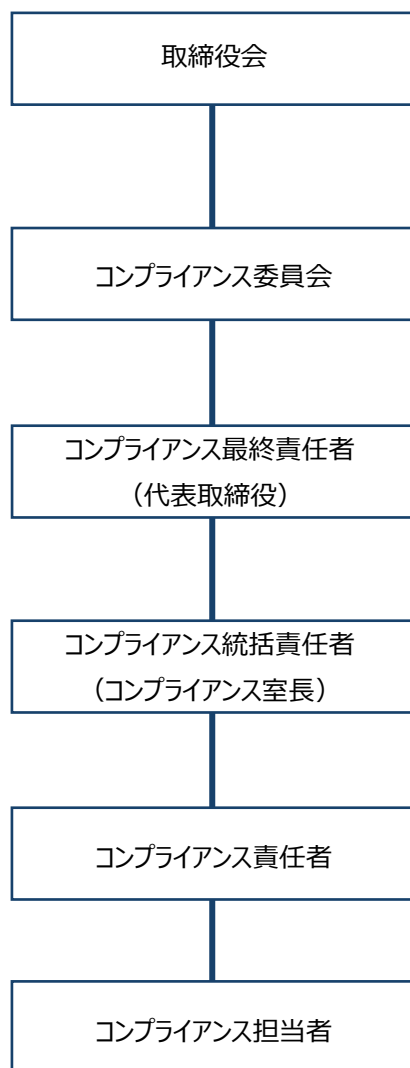 取締役会
コンプライアンス委員会
コンプライアンス最終責任者
（代表取締役）
コンプライアンス統括責任者
（コンプライアンス室長）
コンプライアンス責任者
コンプライアンス担当者